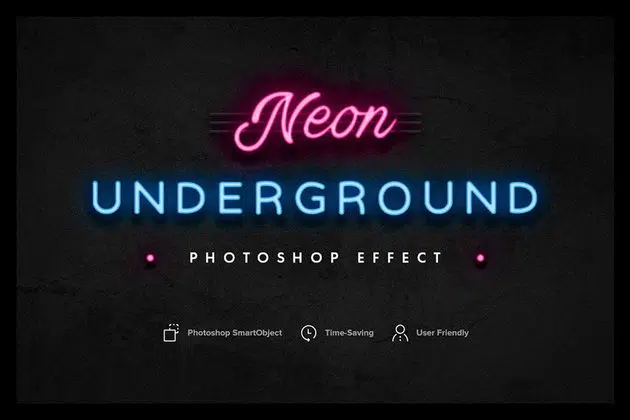 Neon
UNDERGROUND
PHOTOSHOP EFFECT
Photoshop SmartObject Time-Saving User Friendly